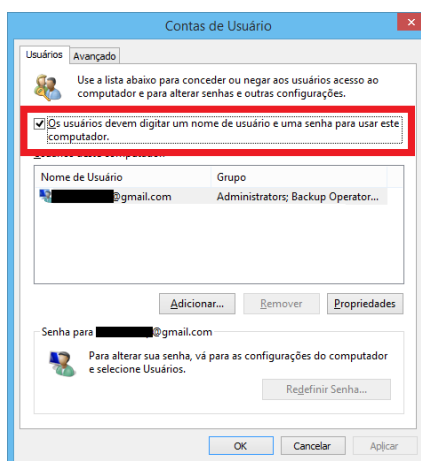 Contas de Usuário
Usuários Avançado
Use a lista abaixo para conceder ou negar aos usuários acesso ao
computador e para alterar senhas e outras configurações.
Os usuários devem digitar um nome de usuário e uma senha para usar este
computador.
Nome de Usuário Grupo
@gmail.com Administrators; Backup Operator...
Adicionar... Remover Propriedades
Senha para @gmail.com
Para alterar sua senha, vá para as configurações do computador
e selecione Usuários.
Redefinir Senha...
OK Cancelar Aplicar